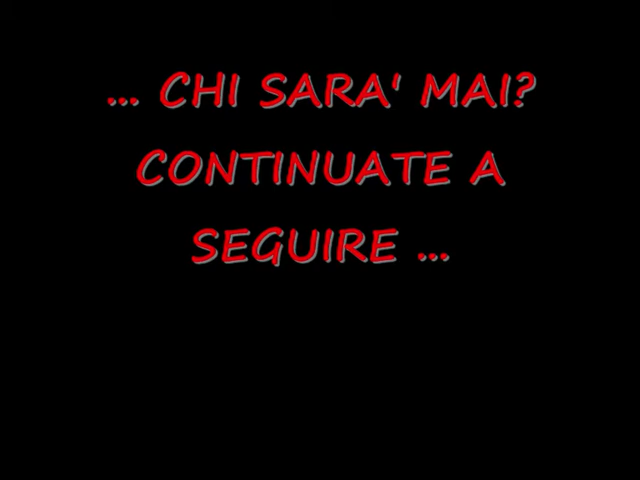 ... CHI SARA' MAI?
CONTINUATE A
SEGUIRE ...